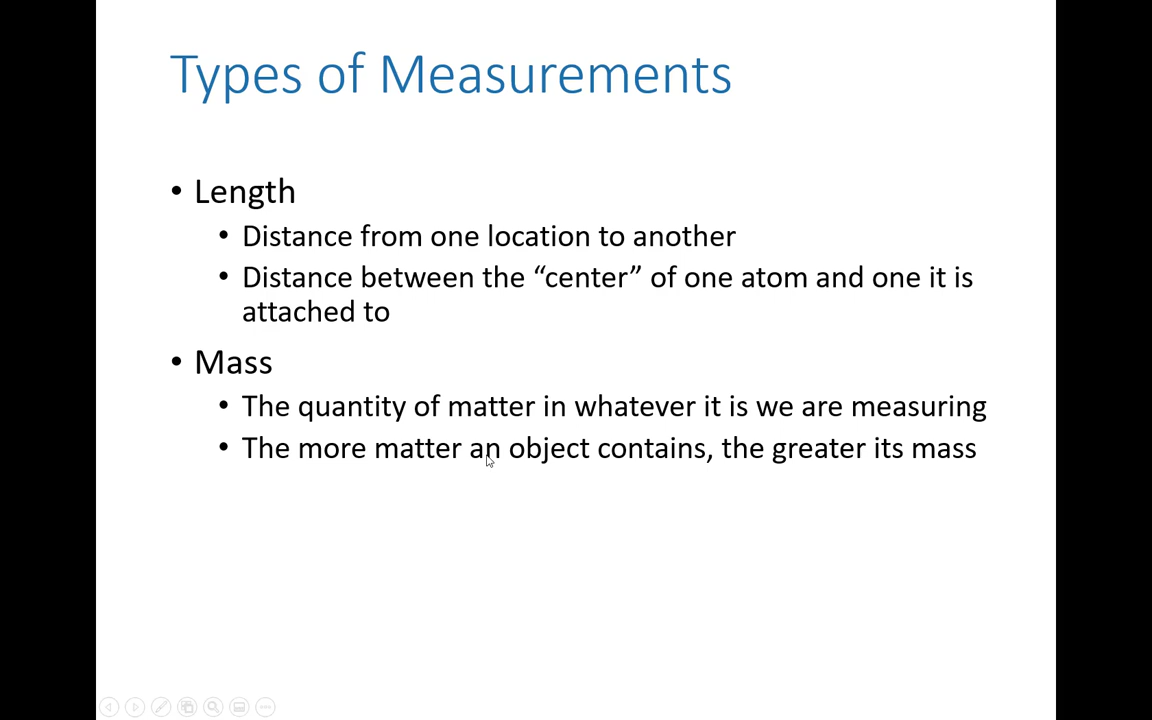 Types of Measurements
• Length
• Distance from one location to another
• Distance between the “center” of one atom and one it is
attached to
• Mass
• The quantity of matter in whatever it is we are measuring
• The more matter an object contains, the greater its mass